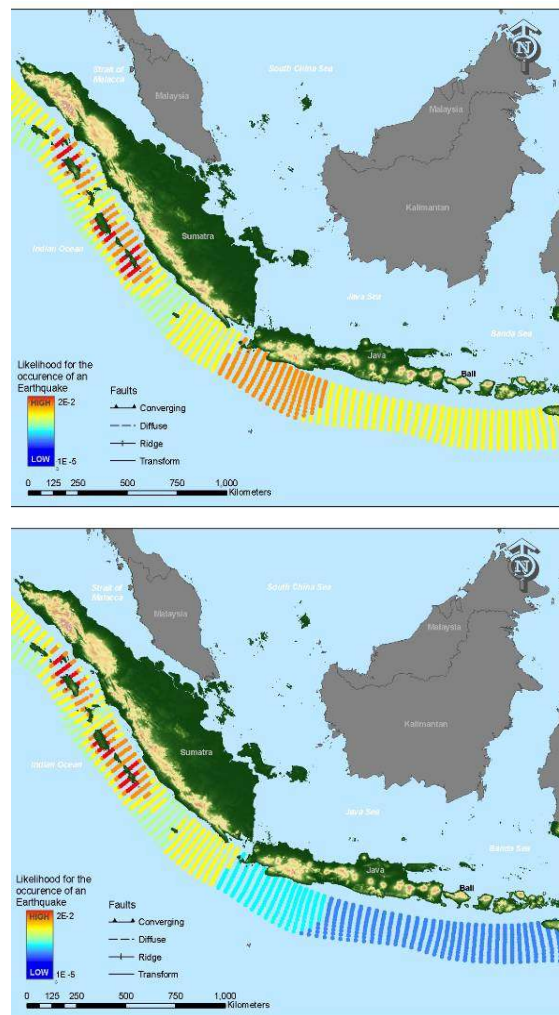 N
Strait of
Malacca
South China Sea
Malaysia
Malaysia
Kalimantan
Sumatra
Indian Ocean
Java Sea
Banda Sea
Java
Bali
Likelihood for the
occurence of an
Earthquake
HIGH
2E-2
LOW
1E -5
Faults
Converging
Diffuse
Ridge
Transform
0 125 250 500 750 1,000
Kilometers
N
Strait of
Malacca
South China Sea
Malaysia
Malaysia
Kalimantan
Sumatra
Indian Ocean
Java Sea
Banda Sea
Java
Bali
Likelihood for the
occurence of an
Earthquake
HIGH
2E-2
LOW
1E -5
Faults
Converging
Diffuse
Ridge
Transform
0 125 250 500 750 1,000
Kilometers